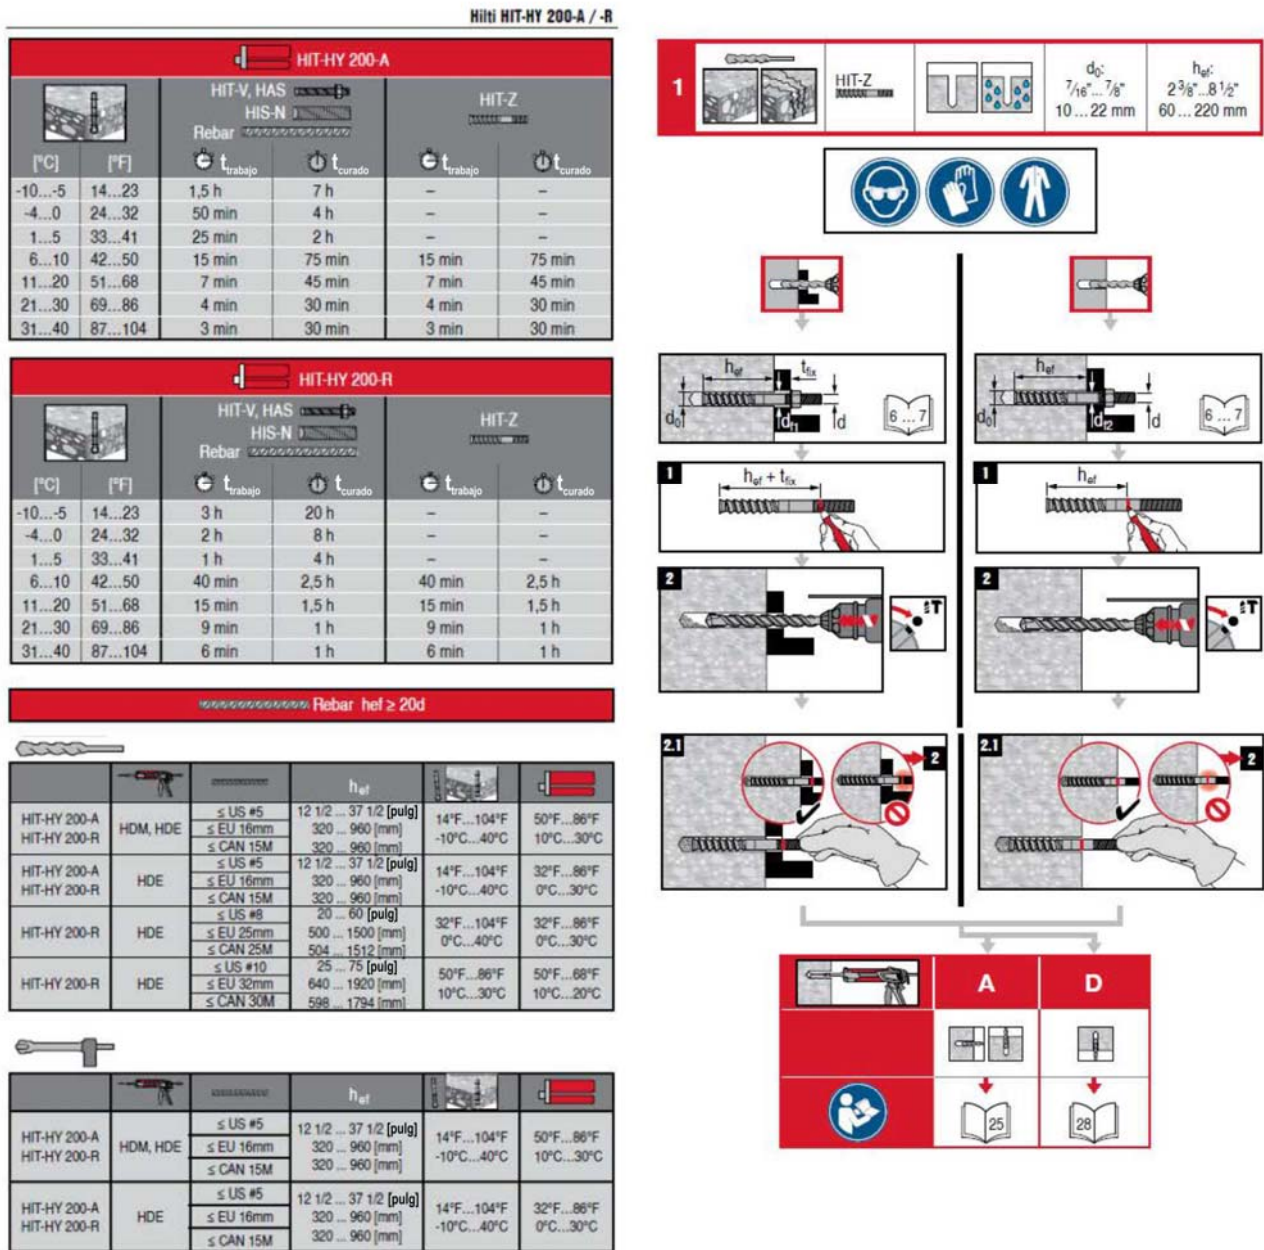 Hilti HIT-HY 200-A / -R
HIT-HY 200-A
HIT-V, HAS
HIS-N
Rebar
HIT-Z
[°C] [°F] t trabajo t curado t trabajo t curado
-10...-5 14...23 1,5 h 7 h – –
-4...0 24...32 50 min 4 h – –
1...5 33...41 25 min 2 h – –
6...10 42...50 15 min 75 min 15 min 75 min
11...20 51...68 7 min 45 min 7 min 45 min
21...30 69...86 4 min 30 min 4 min 30 min
31...40 87...104 3 min 30 min 3 min 30 min
HIT-HY 200-R
HIT-V, HAS
HIS-N
Rebar
HIT-Z
[°C] [°F] t trabajo t curado t trabajo t curado
-10...-5 14...23 3 h 20 h – –
-4...0 24...32 2 h 8 h – –
1...5 33...41 1 h 4 h – –
6...10 42...50 40 min 2,5 h 40 min 2,5 h
11...20 51...68 15 min 1,5 h 15 min 1,5 h
21...30 69...86 9 min 1 h 9 min 1 h
31...40 87...104 6 min 1 h 6 min 1 h
Rebar hef ≥ 20d
hef
HIT-HY 200-A
HIT-HY 200-R
HDM, HDE
≤ US #5 12 1/2 ... 37 1/2 [pulg]
≤ EU 16mm 320 ... 960 [mm]
≤ CAN 15M 320 ... 960 [mm]
14°F...104°F
-10°C...40°C
50°F...86°F
10°C...30°C
HIT-HY 200-A
HIT-HY 200-R
HDE
≤ US #5 12 1/2 ... 37 1/2 [pulg]
≤ EU 16mm 320 ... 960 [mm]
≤ CAN 15M 320 ... 960 [mm]
14°F...104°F
-10°C...40°C
32°F...86°F
0°C...30°C
HIT-HY 200-R
HDE
≤ US #8 20 ... 60 [pulg]
≤ EU 25mm 500 ... 1500 [mm]
≤ CAN 25M 504 ... 1512 [mm]
32°F...104°F
0°C...40°C
32°F...86°F
0°C...30°C
HIT-HY 200-R
HDE
≤ US #10 25 ... 75 [pulg]
≤ EU 32mm 640 ... 1920 [mm]
≤ CAN 30M 598 ... 1794 [mm]
50°F...86°F
10°C...30°C
50°F...68°F
10°C...20°C
hef
HIT-HY 200-A
HIT-HY 200-R
HDM, HDE
≤ US #5 12 1/2 ... 37 1/2 [pulg]
≤ EU 16mm 320 ... 960 [mm]
≤ CAN 15M 320 ... 960 [mm]
14°F...104°F
-10°C...40°C
50°F...86°F
10°C...30°C
HIT-HY 200-A
HIT-HY 200-R
HDE
≤ US #5 12 1/2 ... 37 1/2 [pulg]
≤ EU 16mm 320 ... 960 [mm]
≤ CAN 15M 320 ... 960 [mm]
14°F...104°F
-10°C...40°C
32°F...86°F
0°C...30°C
1
HIT-Z
d0:
7/16"... 7/8"
10 ... 22 mm
hef:
2 3/8"...8 1/2"
60 ... 220 mm
hef tfix
d0 df1 d
6 ... 7
hef
d0 df2 d
6 ... 7
1
hef + tfix
1
hef
2
T
2
T
2.1
2
2.1
2
A D
25 28